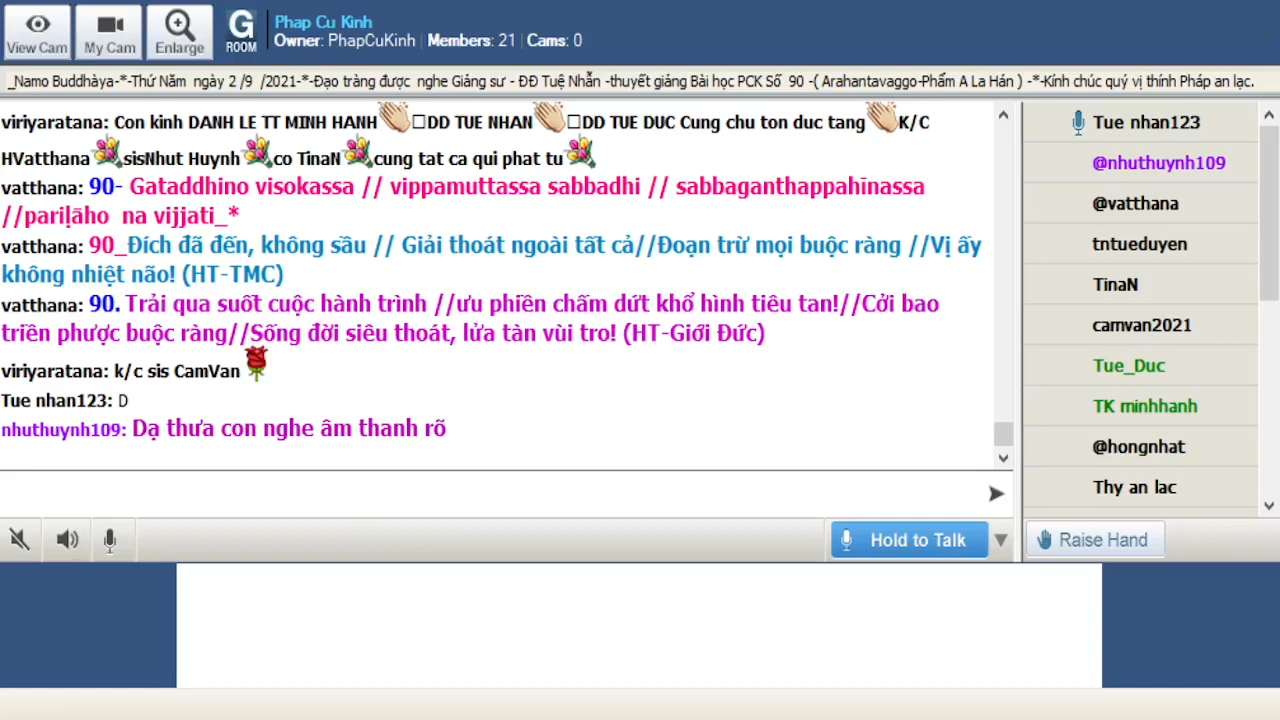 View Cam
My Cam
Enlarge
G
ROOM
Phap Cu Kinh
Owner: PhapCuKinh | Members: 21 | Cams: 0
_Namo Buddhàya-*-Thứ Năm ngày 2 /9 /2021-*-Đạo tràng được nghe Giảng sư - ĐĐ Tuệ Nhẫn -thuyết giảng Bài học PCK Số 90 -( Arahantavaggo-Phẩm A La Hán ) -*-Kính chúc quý vị thính Pháp an lạc.
viriyaratana: Con kinh DANH LE TT MINH HANH DD TUE NHAN DD TUE DUC Cung chu ton duc tang K/C
HVatthana sisNhut Huynh co TinaN cung tat ca qui phat tu
vatthana: 90- Gataddhino visokassa // vippamuttassa sabbadhi // sabbaganthappahīnassa
//pariḷāho na vijjati_*
vatthana: 90_Đích đã đến, không sầu // Giải thoát ngoài tất cả//Đoạn trừ mọi buộc ràng //Vị ấy
không nhiệt não! (HT-TMC)
vatthana: 90. Trải qua suốt cuộc hành trình //ưu phiền chấm dứt khổ hình tiêu tan!//Cởi bao
triền phược buộc ràng//Sống đời siêu thoát, lửa tàn vùi tro! (HT-Giới Đức)
viriyaratana: k/c sis CamVan
Tue nhan123: D
nhuthuynh109: Dạ thưa con nghe âm thanh rõ
Tue nhan123
@nhuthuynh109
@vatthana
tntueduyen
TinaN
camvan2021
Tue_Duc
TK minhhanh
@hongnhat
Thy an lac
Hold to Talk
Raise Hand